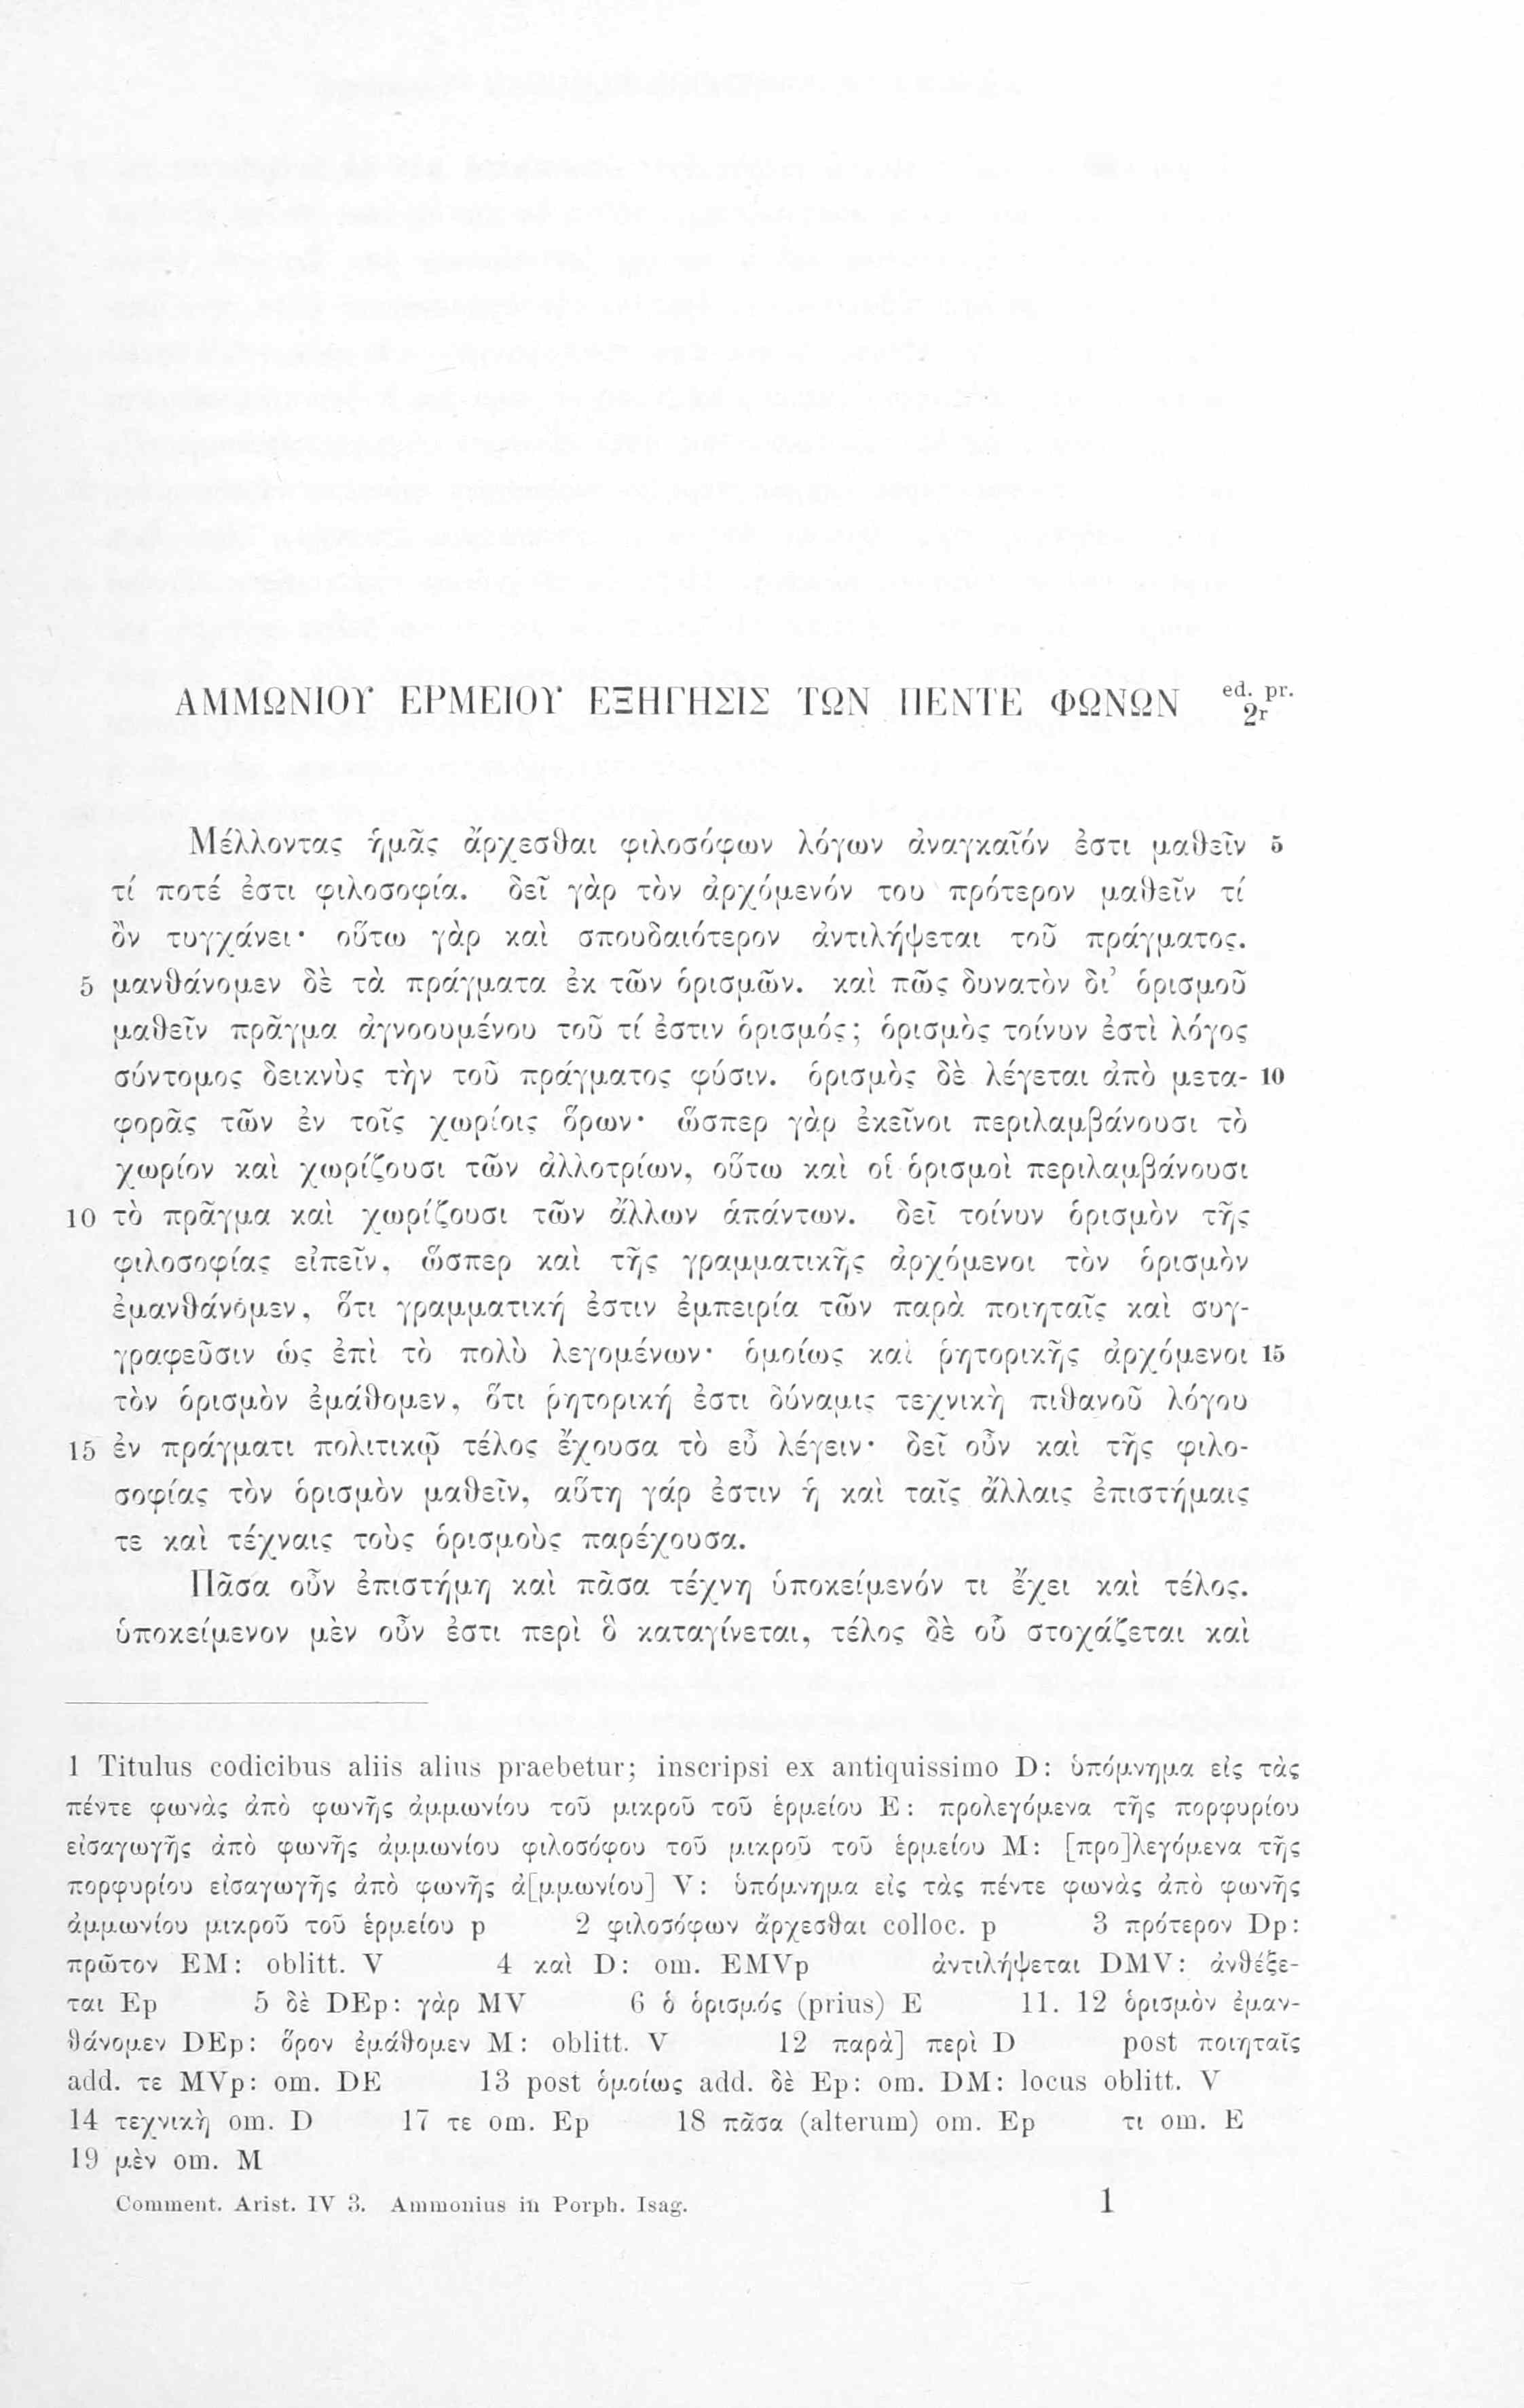 ΑΜΜΩΝΙΟΥ ΕΡΜΕΙΟΥ ΕΞΗΓΗΣΙΣ ΤΩΝ ΠΕΝΤΕ ΦΩΝΩΝ ed. pr. 2r
Μέλλοντας ἡμᾶς ἄρχεσθαι φιλοσόφων λόγων ἀναγκαῖόν ἐστι μαθεῖν 5
τί ποτέ ἐστι φιλοσοφία. δεῖ γὰρ τὸν ἀρχόμενόν του πρότερον μαθεῖν τί
ὂν τυγχάνει· οὕτω γὰρ καὶ σπουδαιότερον ἀντιλήψεται τοῦ πράγματος.
5 μανθάνομεν δὲ τὰ πράγματα ἐκ τῶν ὁρισμῶν. καὶ πῶς δυνατὸν δι’ ὁρισμοῦ
μαθεῖν πρᾶγμα ἀγνοουμένου τοῦ τί ἐστιν ὁρισμός; ὁρισμὸς τοίνυν ἐστὶ λόγος
σύντομος δεικνὺς τὴν τοῦ πράγματος φύσιν. ὁρισμὸς δὲ λέγεται ἀπὸ μετα- 10
φορᾶς τῶν ἐν τοῖς χωρίοις ὅρων· ὥσπερ γὰρ ἐκεῖνοι περιλαμβάνουσι τὸ
χωρίον καὶ χωρίζουσι τῶν ἀλλοτρίων, οὕτω καὶ οἱ ὁρισμοὶ περιλαμβάνουσι
10 τὸ πρᾶγμα καὶ χωρίζουσι τῶν ἄλλων ἁπάντων. δεῖ τοίνυν ὁρισμὸν τῆς
φιλοσοφίας εἰπεῖν, ὥσπερ καὶ τῆς γραμματικῆς ἀρχόμενοι τὸν ὁρισμὸν
ἐμανθάνομεν, ὅτι γραμματική ἐστιν ἐμπειρία τῶν παρὰ ποιηταῖς καὶ συγ-
γραφεῦσιν ὡς ἐπὶ τὸ πολὺ λεγομένων· ὁμοίως καὶ ῥητορικῆς ἀρχόμενοι 15
τὸν ὁρισμὸν ἐμάθομεν, ὅτι ῥητορική ἐστι δύναμις τεχνικὴ πιθανοῦ λόγου
15 ἐν πράγματι πολιτικῷ τέλος ἔχουσα τὸ εὖ λέγειν· δεῖ οὖν καὶ τῆς φιλο-
σοφίας τὸν ὁρισμὸν μαθεῖν, αὕτη γάρ ἐστιν ἡ καὶ ταῖς ἄλλαις ἐπιστήμαις
τε καὶ τέχναις τοὺς ὁρισμοὺς παρέχουσα.
Πᾶσα οὖν ἐπιστήμη καὶ πᾶσα τέχνη ὑποκείμενόν τι ἔχει καὶ τέλος.
ὑποκείμενον μὲν οὖν ἐστι περὶ ὃ καταγίνεται, τέλος δὲ οὗ στοχάζεται καὶ
1 Titulus codicibus aliis alius praebetur; inscripsi ex antiquissimo D: ὑπόμνημα εἰς τὰς
πέντε φωνὰς ἀπὸ φωνῆς ἀμμωνίου τοῦ μικροῦ τοῦ ἑρμείου E: προλεγόμενα τῆς πορφυρίου
εἰσαγωγῆς ἀπὸ φωνῆς ἀμμωνίου φιλοσόφου τοῦ μικροῦ τοῦ ἑρμείου M: [προ]λεγόμενα τῆς
πορφυρίου εἰσαγωγῆς ἀπὸ φωνῆς ἀ[μμωνίου] V: ὑπόμνημα εἰς τὰς πέντε φωνὰς ἀπὸ φωνῆς
ἀμμωνίου μικροῦ τοῦ ἑρμείου p 2 φιλοσόφων ἄρχεσθαι colloc. p 3 πρότερον Dp:
πρῶτον EM: oblitt. V 4 καὶ D: om. EMVp ἀντιλήψεται DMV: ἀνθέξε-
ται Ep 5 δὲ DEp: γὰρ MV 6 ὁ ὁρισμός (prius) E 11. 12 ὁρισμὸν ἐμαν-
θάνομεν DEp: ὅρον ἐμάθομεν M: oblitt. V 12 παρὰ] περὶ D post ποιηταῖς
add. τε MVp: om. DE 13 post ὁμοίως add. δὲ Ep: om. DM: locus oblitt. V
14 τεχνικὴ om. D 17 τε om. Ep 18 πᾶσα (alterum) om. Ep τι om. E
19 μὲν om. M
Comment. Arist. IV 3. Ammonius in Porph. Isag. 1